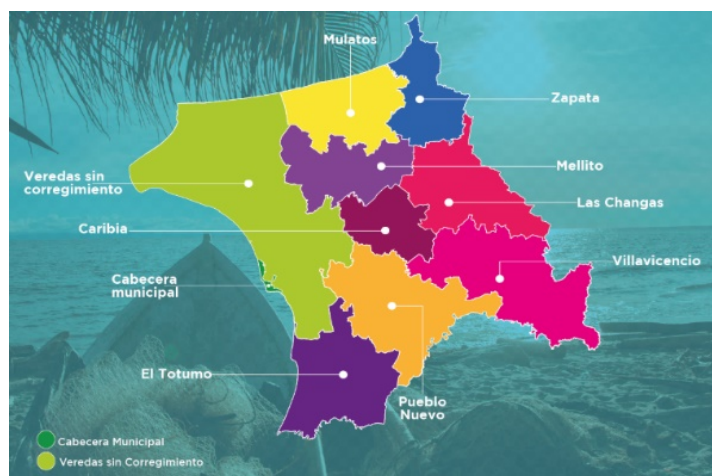 Mulatos
Zapata
Mellito
Veredas sin
corregimiento
Las Changas
Caribia
Villavicencio
Cabecera
municipal
El Totumo
Pueblo
Nuevo
Cabecera Municipal
Veredas sin Corregimiento